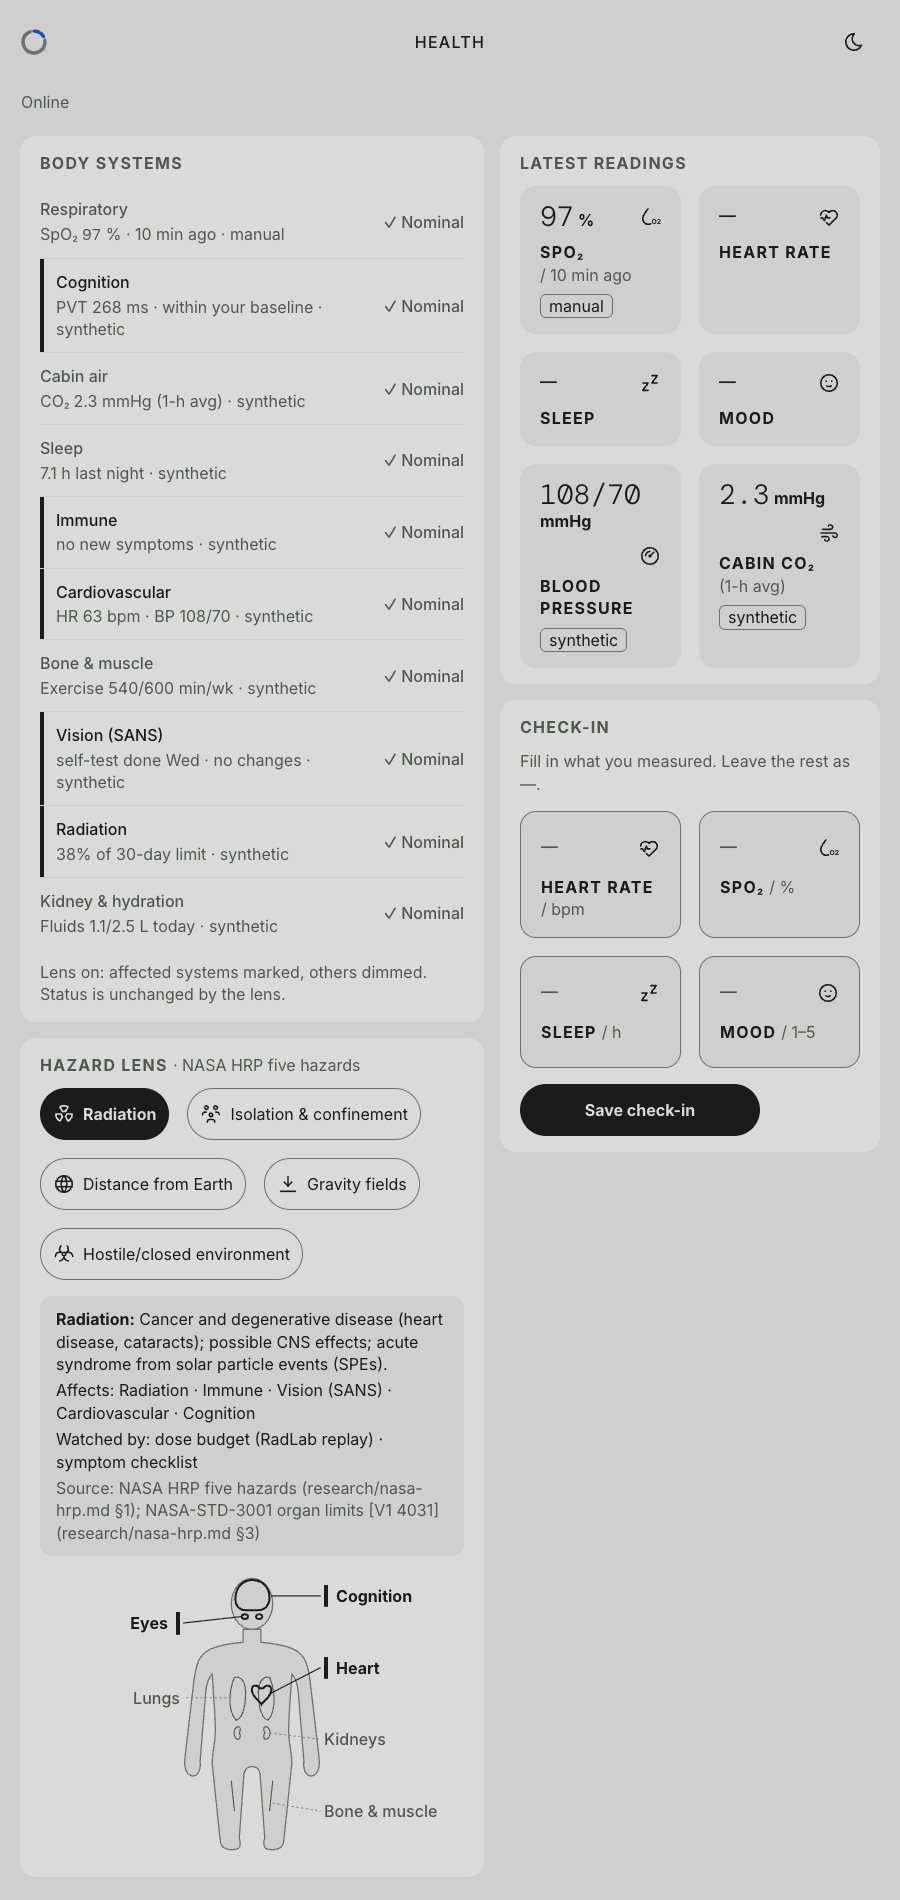 HEALTH
Online
BODY SYSTEMS
Respiratory
SpO₂ 97 % · 10 min ago · manual
✓ Nominal
Cognition
PVT 268 ms · within your baseline ·
synthetic
✓ Nominal
Cabin air
CO₂ 2.3 mmHg (1-h avg) · synthetic
✓ Nominal
Sleep
7.1 h last night · synthetic
✓ Nominal
Immune
no new symptoms · synthetic
✓ Nominal
Cardiovascular
HR 63 bpm · BP 108/70 · synthetic
✓ Nominal
Bone & muscle
Exercise 540/600 min/wk · synthetic
✓ Nominal
Vision (SANS)
self-test done Wed · no changes ·
synthetic
✓ Nominal
Radiation
38% of 30-day limit · synthetic
✓ Nominal
Kidney & hydration
Fluids 1.1/2.5 L today · synthetic
✓ Nominal
Lens on: affected systems marked, others dimmed.
Status is unchanged by the lens.
HAZARD LENS · NASA HRP five hazards
Radiation
Isolation & confinement
Distance from Earth
Gravity fields
Hostile/closed environment
Radiation: Cancer and degenerative disease (heart
disease, cataracts); possible CNS effects; acute
syndrome from solar particle events (SPEs).
Affects: Radiation · Immune · Vision (SANS) ·
Cardiovascular · Cognition
Watched by: dose budget (RadLab replay) ·
symptom checklist
Source: NASA HRP five hazards (research/nasa-
hrp.md §1); NASA-STD-3001 organ limits [V1 4031]
(research/nasa-hrp.md §3)
Cognition
Eyes
Heart
Lungs
Kidneys
Bone & muscle
LATEST READINGS
97 %
O2
SPO₂
/ 10 min ago
manual
—
HEART RATE
—
zZ
SLEEP
—
MOOD
108/70
mmHg
BLOOD
PRESSURE
synthetic
2.3 mmHg
CABIN CO₂
(1-h avg)
synthetic
CHECK-IN
Fill in what you measured. Leave the rest as
—.
—
HEART RATE
/ bpm
—
O2
SPO₂ / %
—
zZ
SLEEP / h
—
MOOD / 1–5
Save check-in